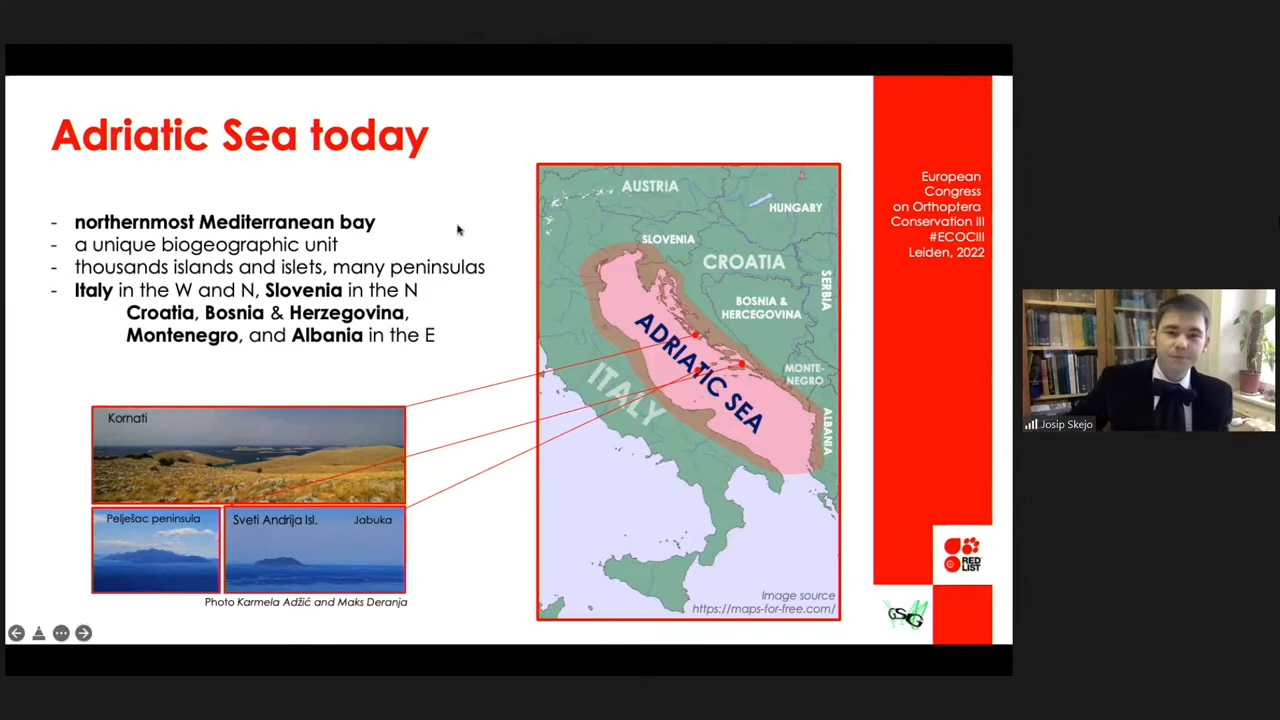 Adriatic Sea today
- northernmost Mediterranean bay
- a unique biogeographic unit
- thousands islands and islets, many peninsulas
- Italy in the W and N, Slovenia in the N
Croatia, Bosnia & Herzegovina,
Montenegro, and Albania in the E
Kornati
Pelješac peninsula
Sveti Andrija Isl.
Jabuka
Photo Karmela Adžić and Maks Deranja
AUSTRIA
HUNGARY
SLOVENIA
CROATIA
SERBIA
BOSNIA &
HERCEGOVINA
ADRIATIC SEA
ITALY
MONTE-
NEGRO
ALBANIA
Image source
https://maps-for-free.com/
European
Congress
on Orthoptera
Conservation III
#ECOCIII
Leiden, 2022
RED
LIST
GSG
Josip Skejo